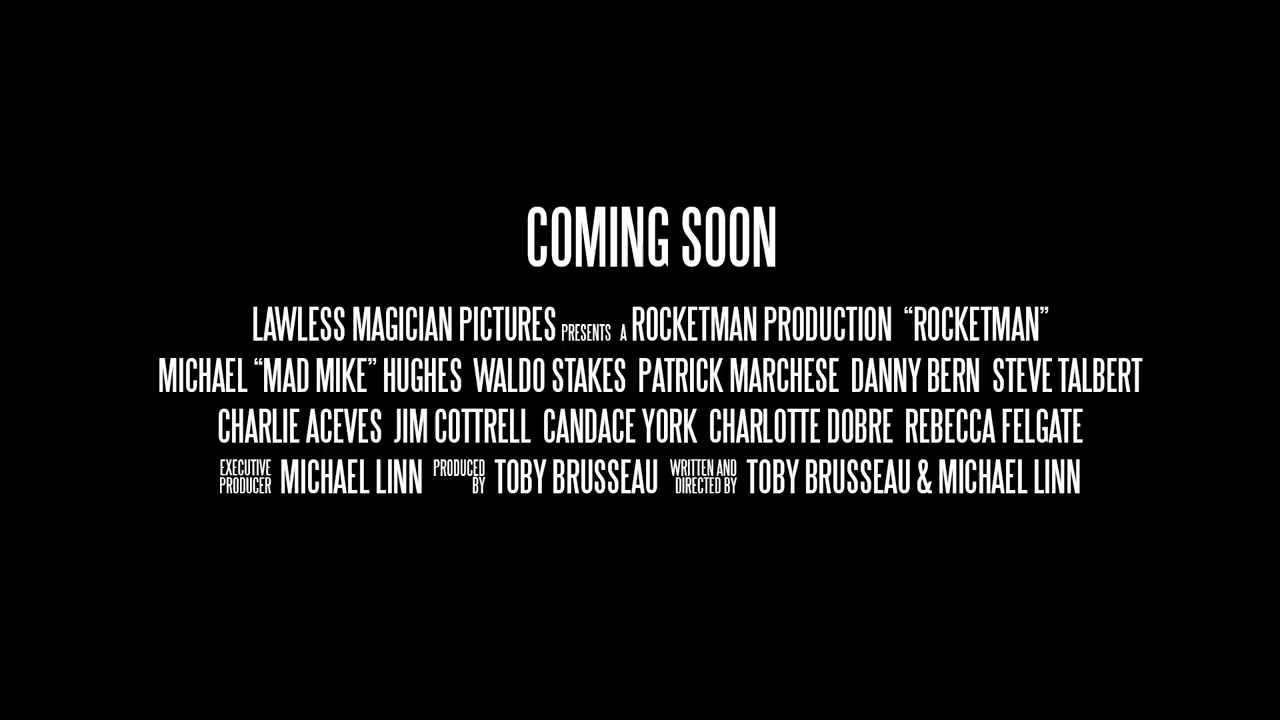 COMING SOON
LAWLESS MAGICIAN PICTURES PRESENTS A ROCKETMAN PRODUCTION “ROCKETMAN”
MICHAEL “MAD MIKE” HUGHES WALDO STAKES PATRICK MARCHESE DANNY BERN STEVE TALBERT
CHARLIE ACEVES JIM COTTRELL CANDACE YORK CHARLOTTE DOBRE REBECCA FELGATE
EXECUTIVE PRODUCER MICHAEL LINN PRODUCED BY TOBY BRUSSEAU WRITTEN AND DIRECTED BY TOBY BRUSSEAU & MICHAEL LINN